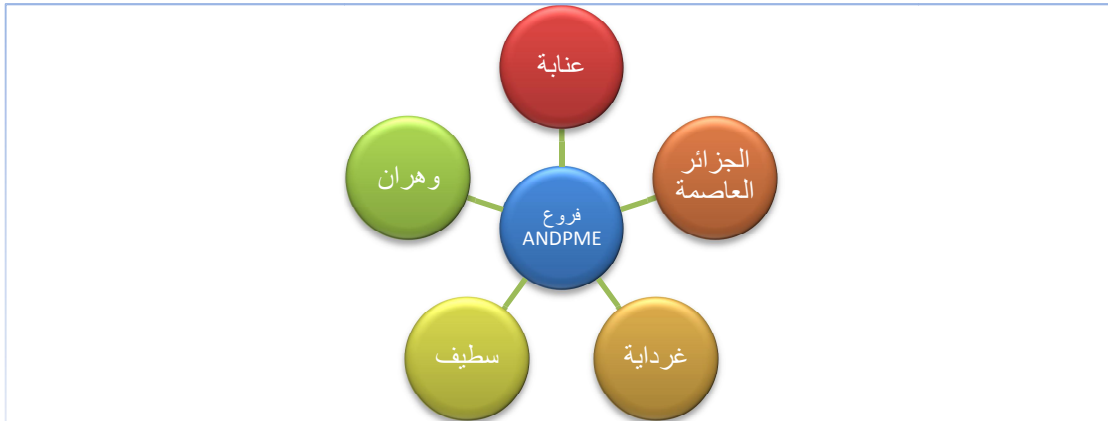 عنابة
الجزائر
العاصمة
وهران
فروع
ANDPME
غرداية
سطيف